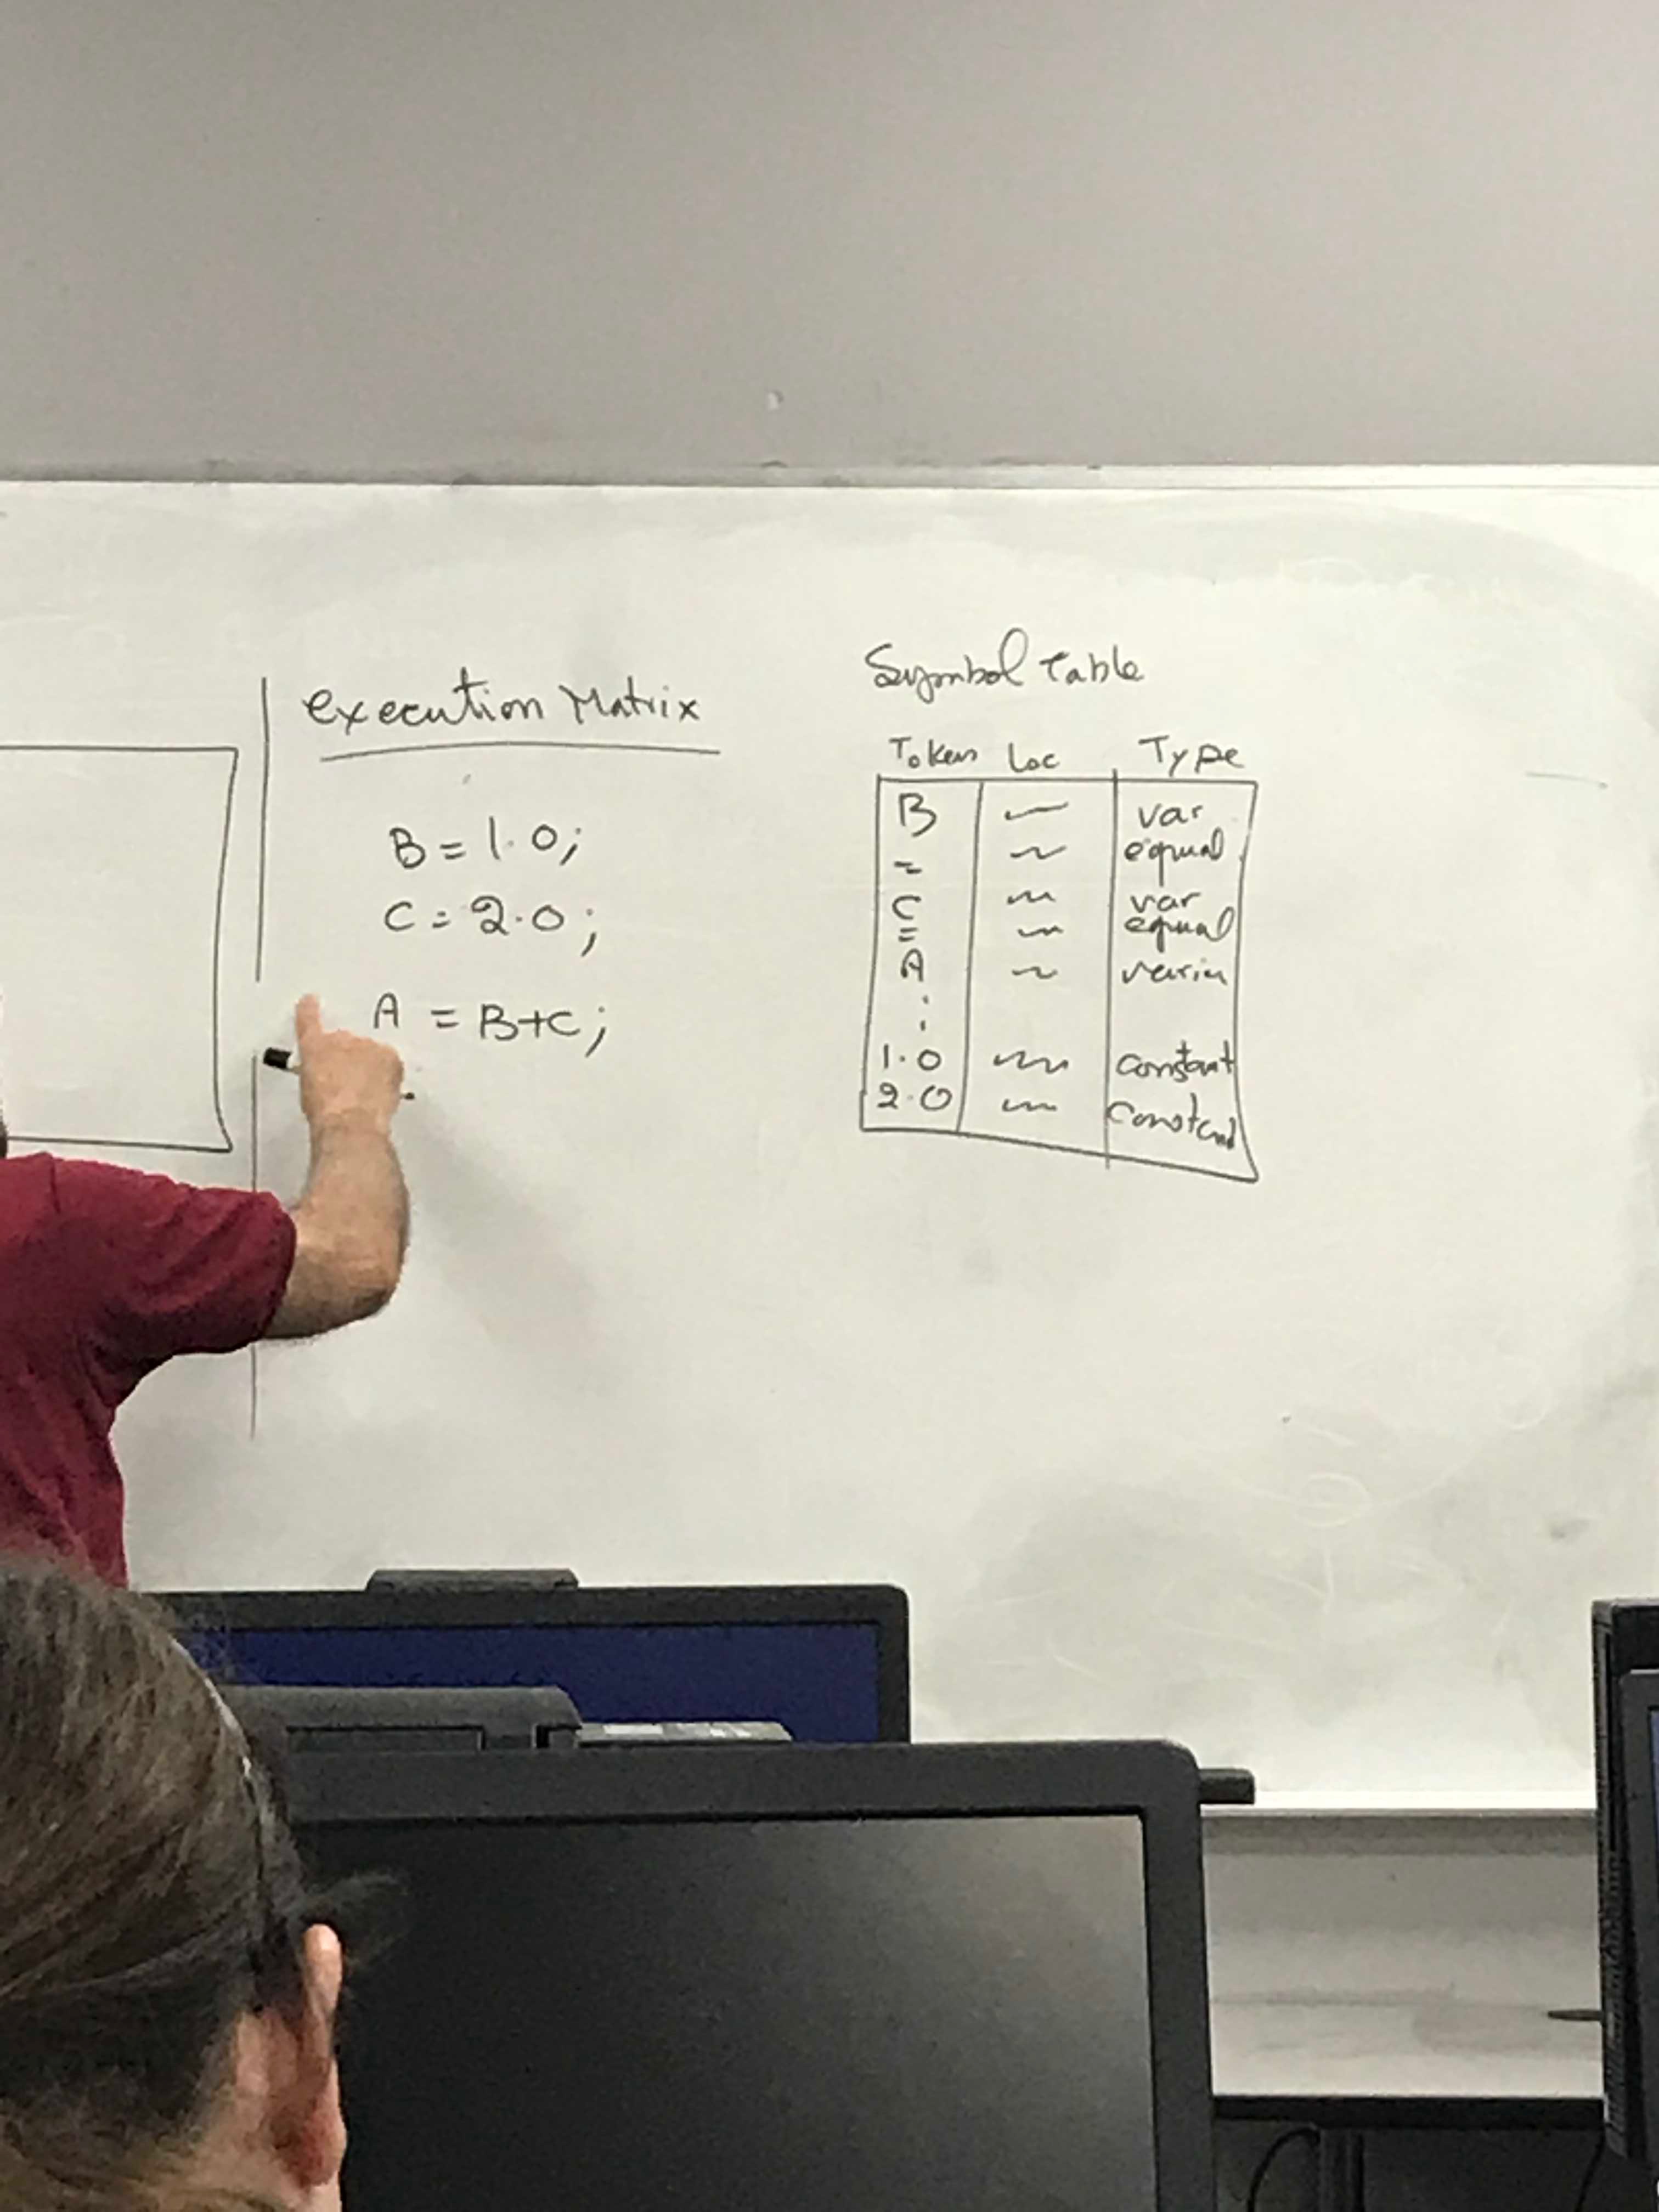 execution Matrix
B = 1.0;
C = 2.0;
A = B+C;
Symbol Table
Token Loc Type
B var
= equal
C var
= equal
A varia
:
:
1.0 constant
2.0 Constant